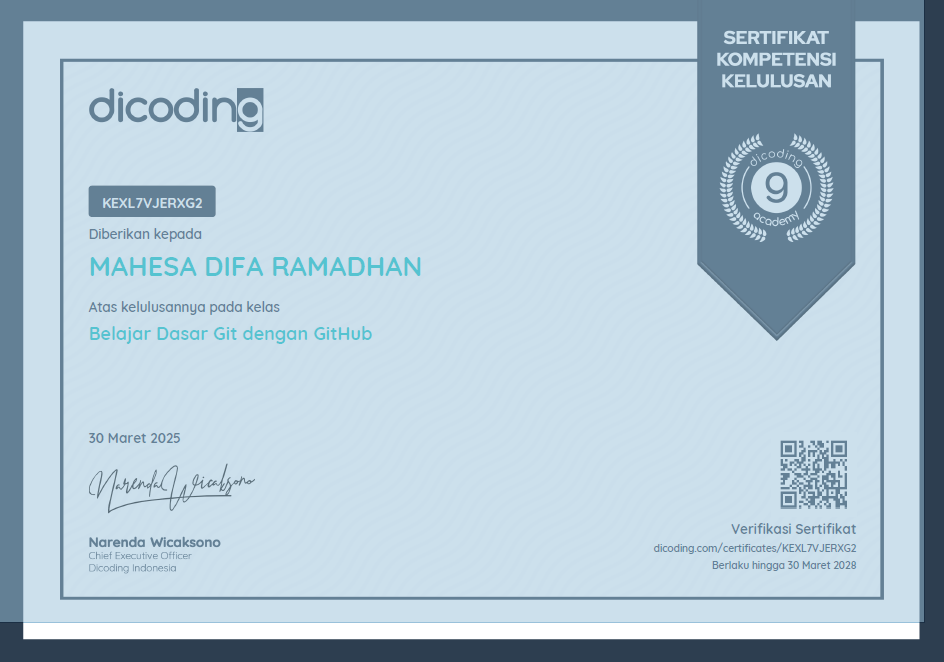 SERTIFIKAT
KOMPETENSI
KELULUSAN
dicoding
dicoding
g
academy
KEXL7VJERXG2
Diberikan kepada
MAHESA DIFA RAMADHAN
Atas kelulusannya pada kelas
Belajar Dasar Git dengan GitHub
30 Maret 2025
Narenda Wicaksono
Narenda Wicaksono
Chief Executive Officer
Dicoding Indonesia
Verifikasi Sertifikat
dicoding.com/certificates/KEXL7VJERXG2
Berlaku hingga 30 Maret 2028